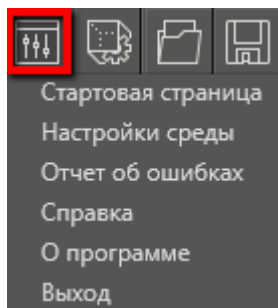 Стартовая страница
Настройки среды
Отчет об ошибках
Справка
О программе
Выход